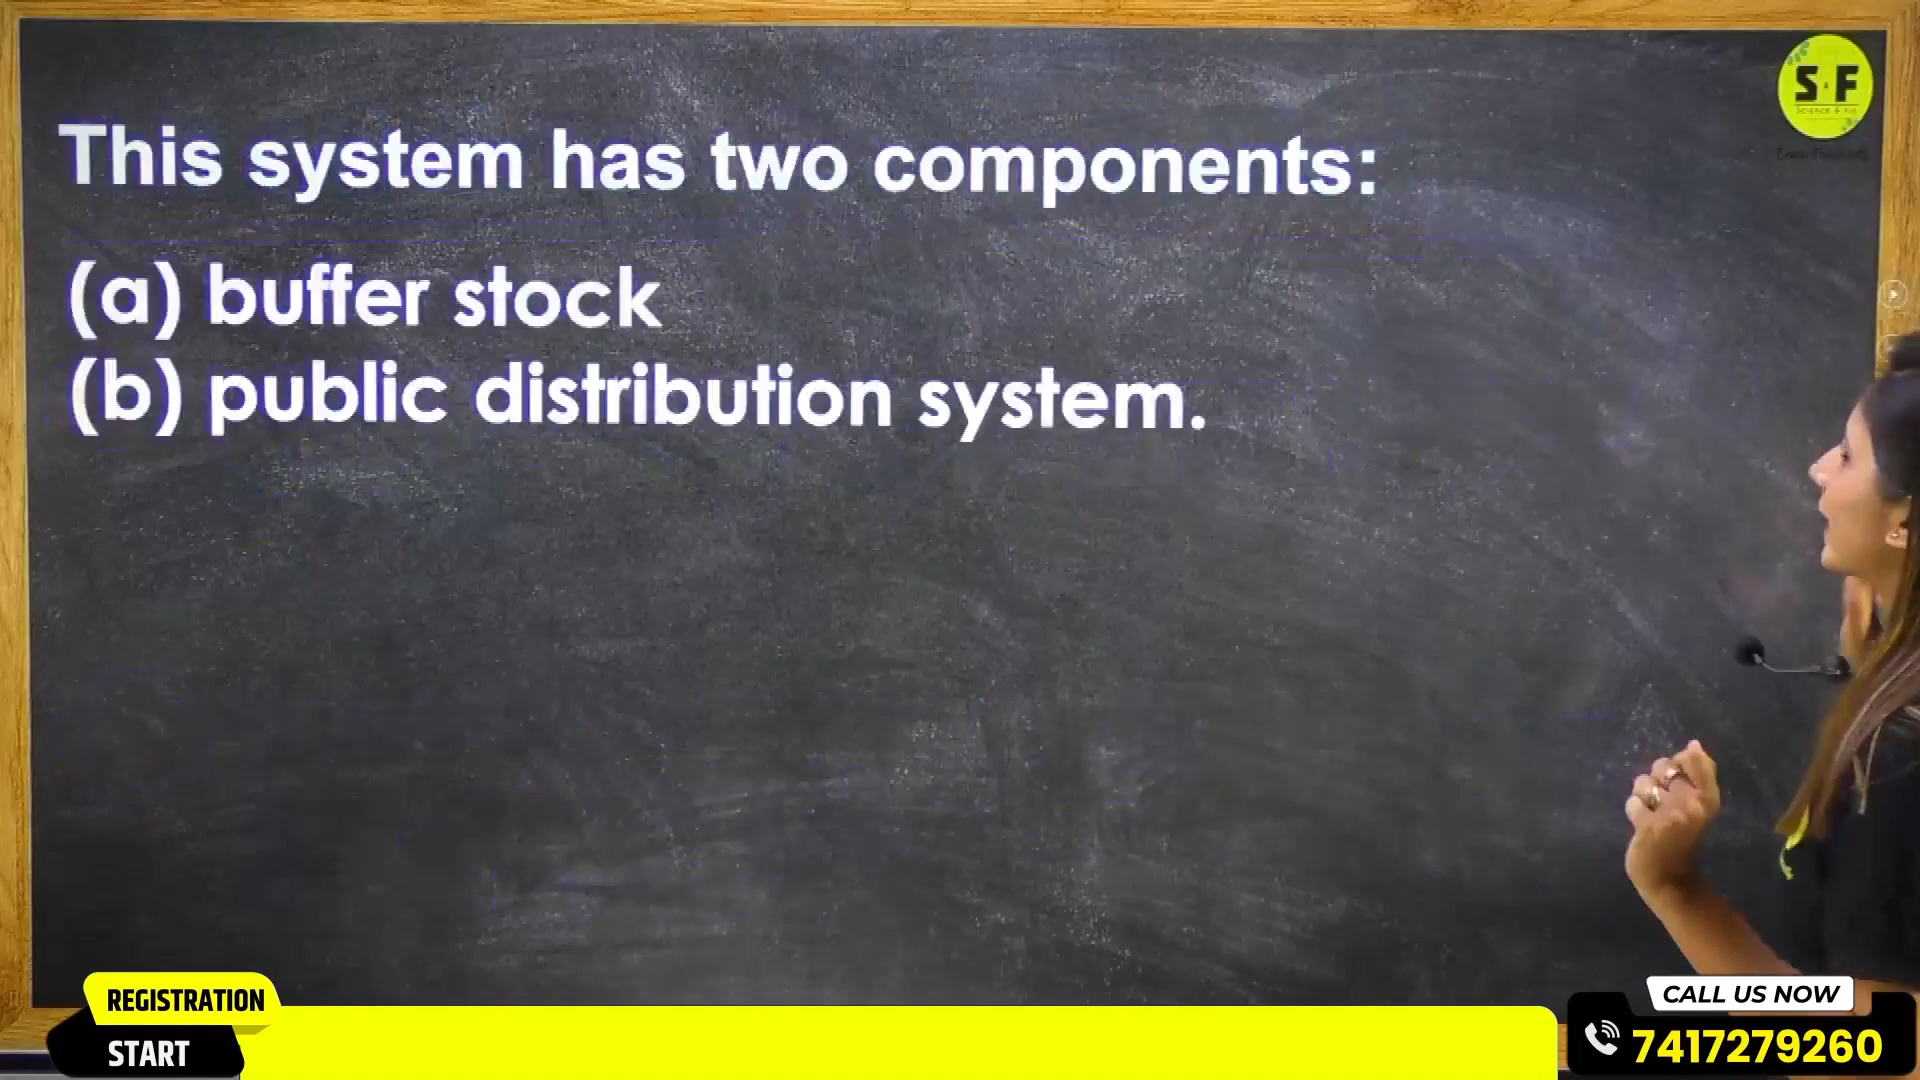 S F
This system has two components:
(a) buffer stock
(b) public distribution system.
REGISTRATION
START
CALL US NOW
7417279260